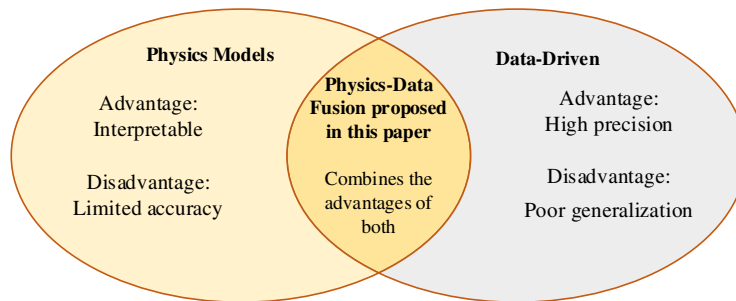 Physics Models
Advantage:
Interpretable
Disadvantage:
Limited accuracy
Physics-Data
Fusion proposed
in this paper
Combines the
advantages of
both
Data-Driven
Advantage:
High precision
Disadvantage:
Poor generalization